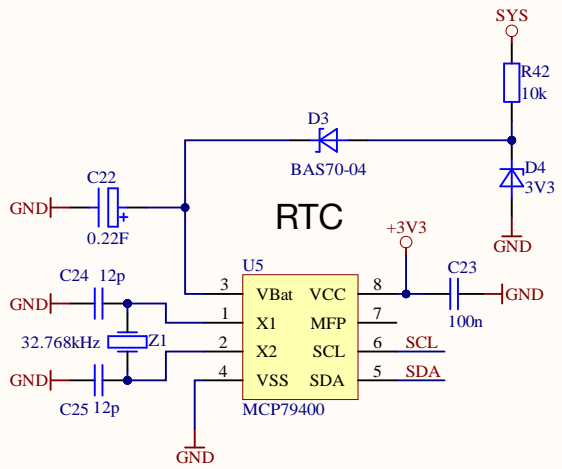 SYS
R42
10k
D3
BAS70-04
D4
3V3
GND
C22
GND
0.22F
RTC
+3V3
U5
C23
GND
100n
C24 12p
GND
32.768kHz
Z1
GND
C25 12p
3 VBat VCC 8
1 X1 MFP 7
2 X2 SCL 6 SCL
4 VSS SDA 5 SDA
MCP79400
GND